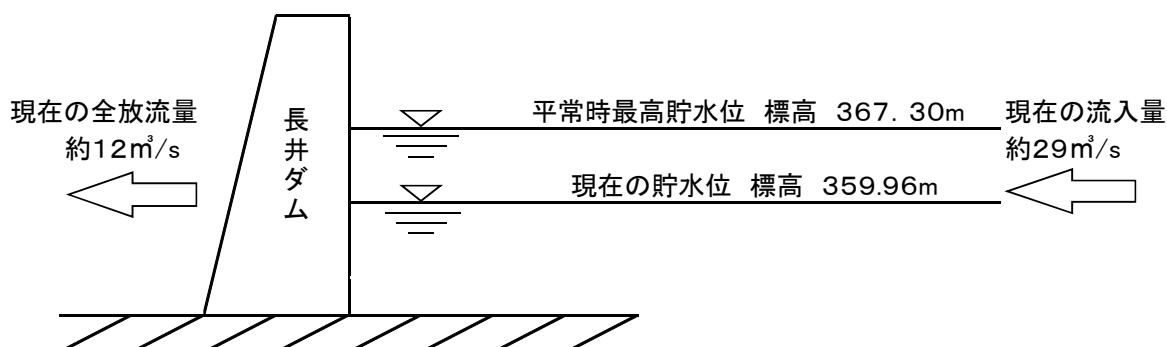 現在の全放流量
約12㎥/s
長井ダム
平常時最高貯水位 標高 367.30m
現在の貯水位 標高 359.96m
現在の流入量
約29㎥/s